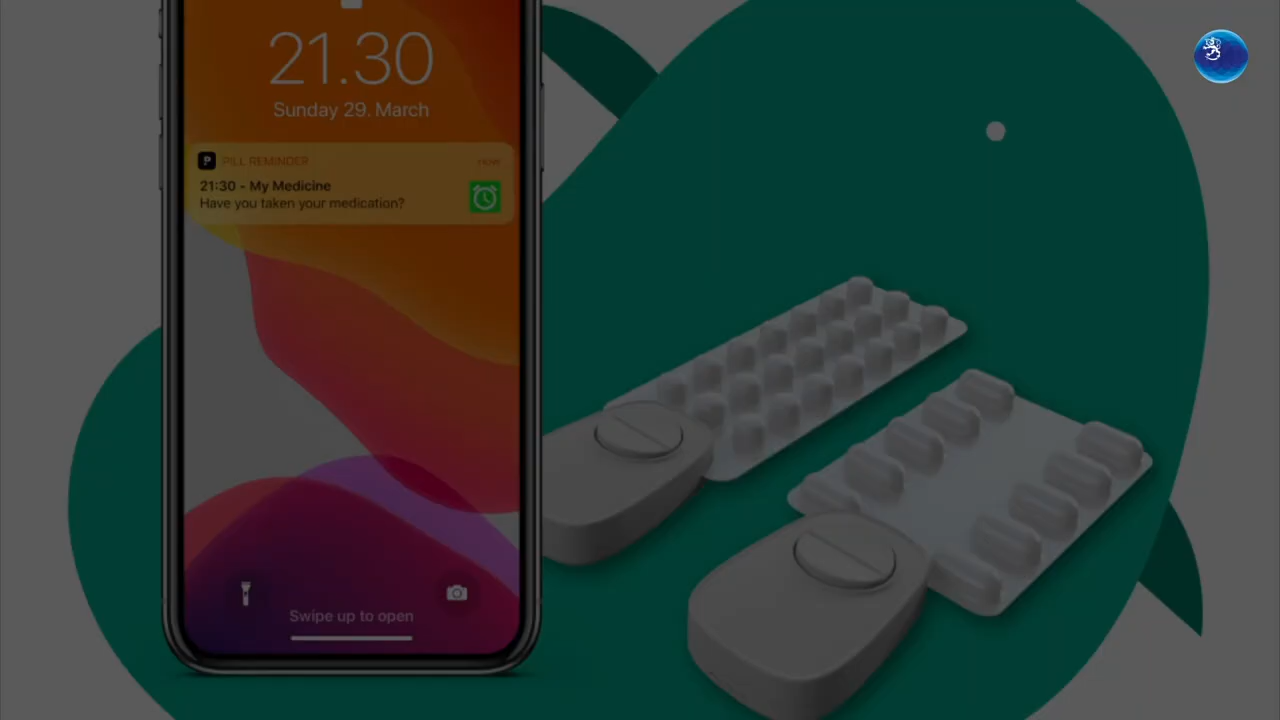 21.30
Sunday 29. March
P PILL REMINDER now
21:30 - My Medicine
Have you taken your medication?
Swipe up to open